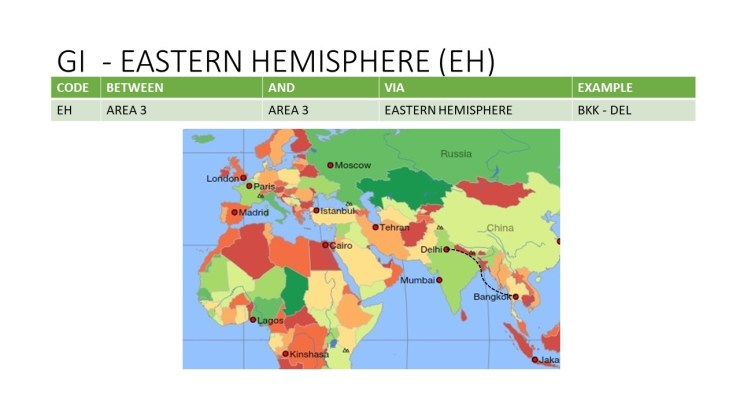 GI - EASTERN HEMISPHERE (EH)
CODE BETWEEN AND VIA EXAMPLE
EH AREA 3 AREA 3 EASTERN HEMISPHERE BKK - DEL
Russia
Moscow
London
Paris
Madrid
Istanbul
Tehran
China
Cairo
Delhi
Mumbai
Bangkok
Lagos
Kinshasa
Jaka